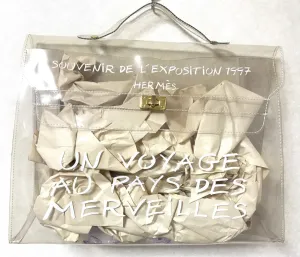 SOUVENIR DE L'EXPOSITION 1997
HERMÈS
UN VOYAGE
AU PAYS DES
MERVEILLES